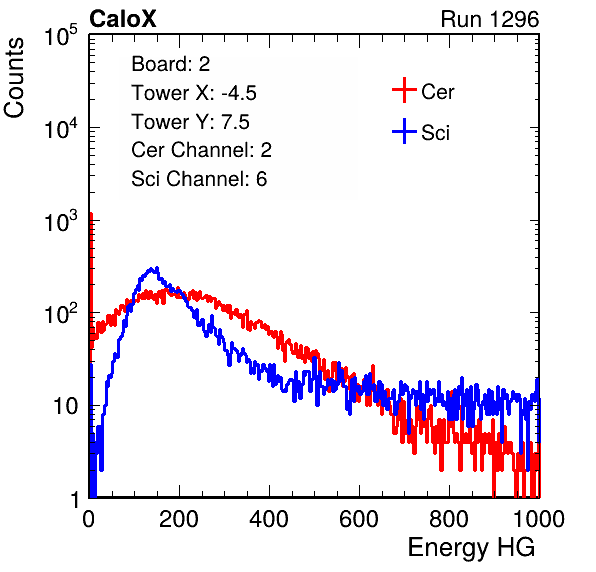 CaloX Run 1296
Counts
10^5
10^4
10^3
10^2
10
1
Board: 2
Tower X: -4.5
Tower Y: 7.5
Cer Channel: 2
Sci Channel: 6
Cer
Sci
0 200 400 600 800 1000
Energy HG